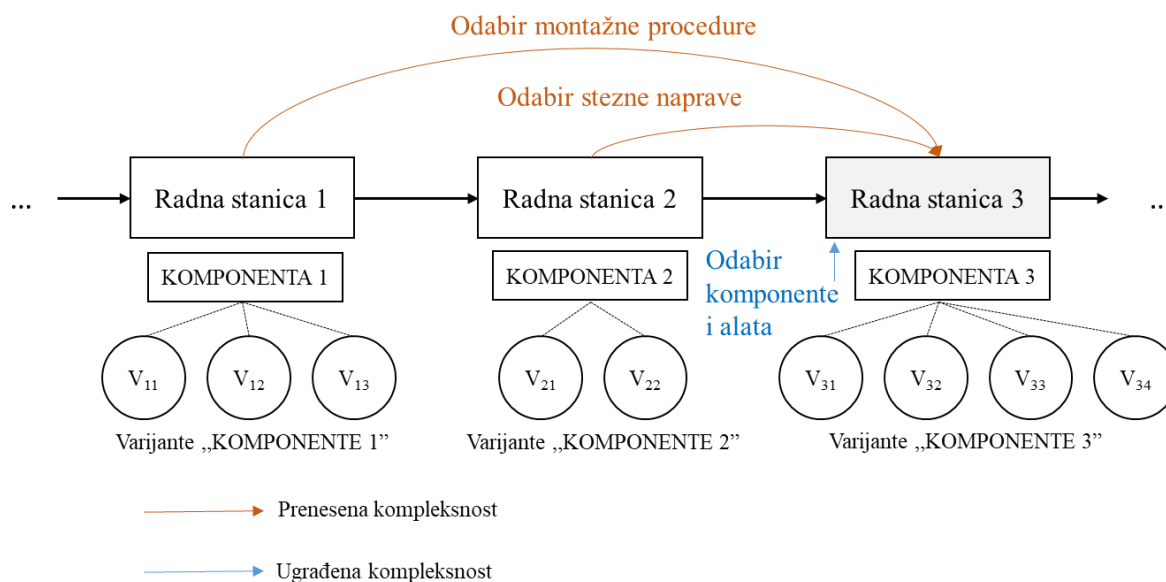 Odabir montažne procedure
Odabir stezne naprave
... Radna stanica 1 Radna stanica 2 Radna stanica 3 ..
KOMPONENTA 1 KOMPONENTA 2 Odabir
komponente
i alata KOMPONENTA 3
V₁₁ V₁₂ V₁₃ V₂₁ V₂₂ V₃₁ V₃₂ V₃₃ V₃₄
Varijante „KOMPONENTE 1” Varijante „KOMPONENTE 2” Varijante „KOMPONENTE 3”
Prenesena kompleksnost
Ugrađena kompleksnost